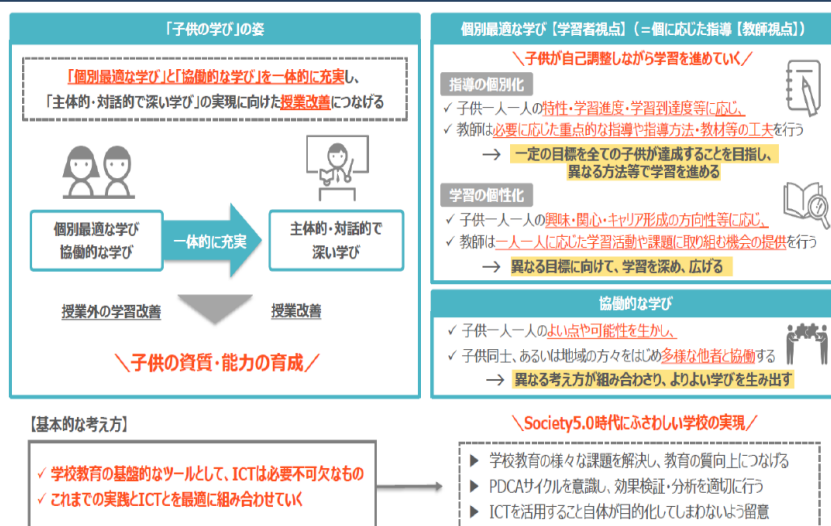 「子供の学び」の姿
「個別最適な学び」と「協働的な学び」を一体的に充実し、
「主体的・対話的で深い学び」の実現に向けた授業改善につなげる
個別最適な学び
協働的な学び
一体的に充実
主体的・対話的で
深い学び
授業外の学習改善
授業改善
＼子供の資質・能力の育成／
個別最適な学び【学習者視点】(＝個に応じた指導【教師視点】)
＼子供が自己調整しながら学習を進めていく／
指導の個別化
✓ 子供一人一人の特性・学習進度・学習到達度等に応じ、
✓ 教師は必要に応じた重点的な指導や指導方法・教材等の工夫を行う
→ 一定の目標を全ての子供が達成することを目指し、
異なる方法等で学習を進める
学習の個性化
✓ 子供一人一人の興味・関心・キャリア形成の方向性等に応じ、
✓ 教師は一人一人に応じた学習活動や課題に取り組む機会の提供を行う
→ 異なる目標に向けて、学習を深め、広げる
協働的な学び
✓ 子供一人一人のよい点や可能性を生かし、
✓ 子供同士、あるいは地域の方々をはじめ多様な他者と協働する
→ 異なる考え方が組み合わさり、よりよい学びを生み出す
【基本的な考え方】
✓ 学校教育の基盤的なツールとして、ICTは必要不可欠なもの
✓ これまでの実践とICTとを最適に組み合わせていく
＼Society5.0時代にふさわしい学校の実現／
▶ 学校教育の様々な課題を解決し、教育の質向上につなげる
▶ PDCAサイクルを意識し、効果検証・分析を適切に行う
▶ ICTを活用すること自体が目的化してしまわないよう留意